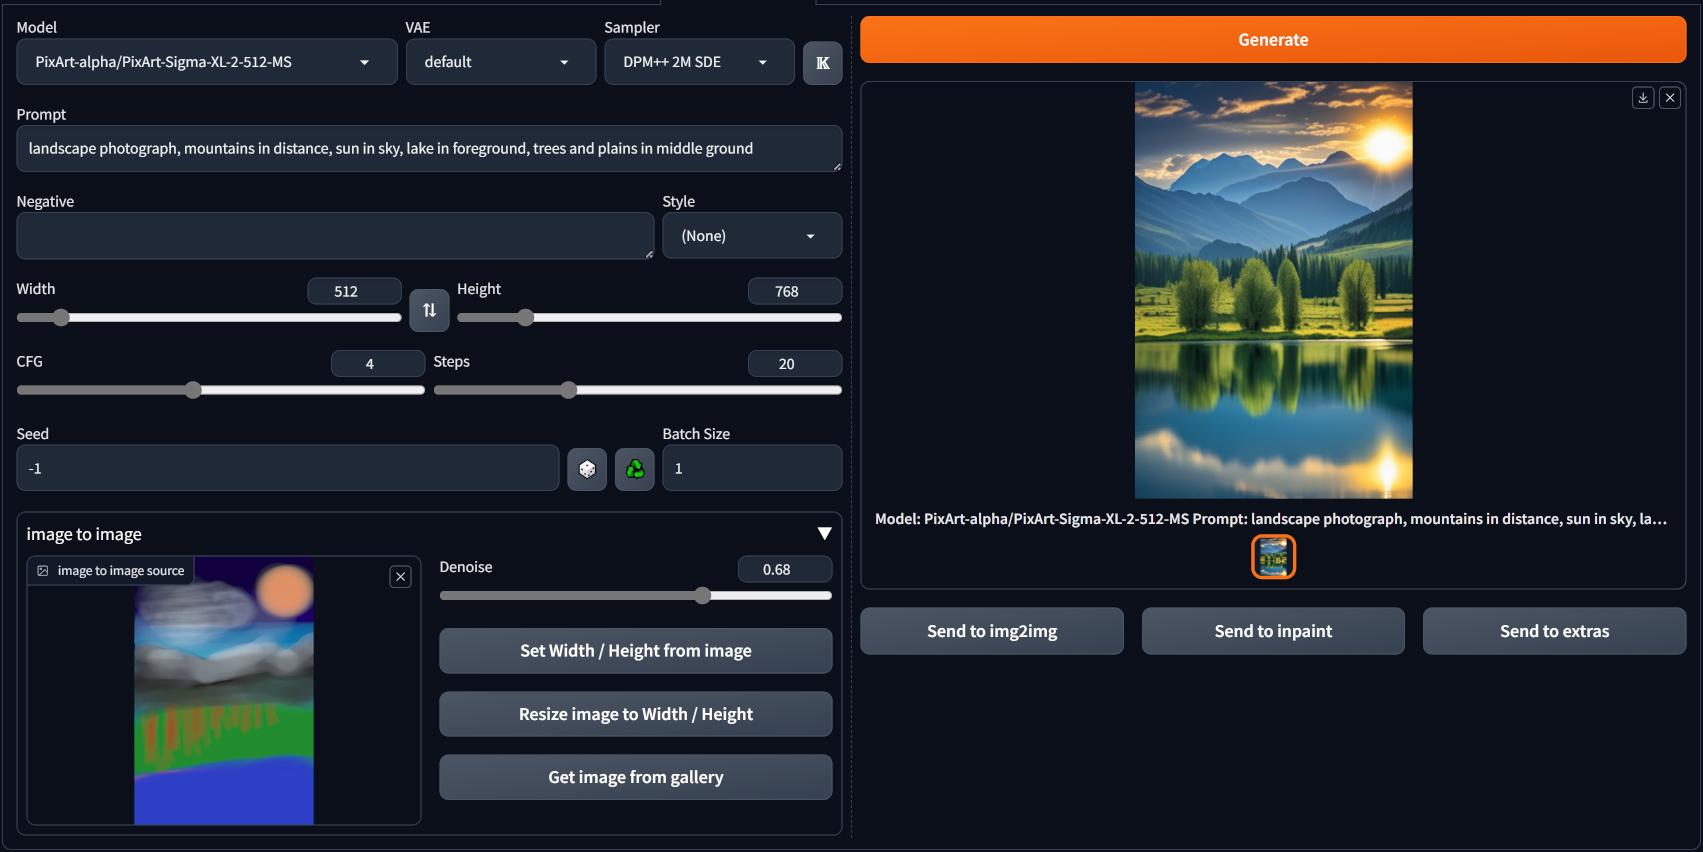 Model
VAE
Sampler
PixArt-alpha/PixArt-Sigma-XL-2-512-MS
default
DPM++ 2M SDE
𝕂
Prompt
landscape photograph, mountains in distance, sun in sky, lake in foreground, trees and plains in middle ground
Negative
Style
(None)
Width
512
Height
768
CFG
4
Steps
20
Seed
-1
Batch Size
1
image to image
image to image source
Denoise
0.68
Set Width / Height from image
Resize image to Width / Height
Get image from gallery
Generate
Model: PixArt-alpha/PixArt-Sigma-XL-2-512-MS Prompt: landscape photograph, mountains in distance, sun in sky, la...
Send to img2img
Send to inpaint
Send to extras